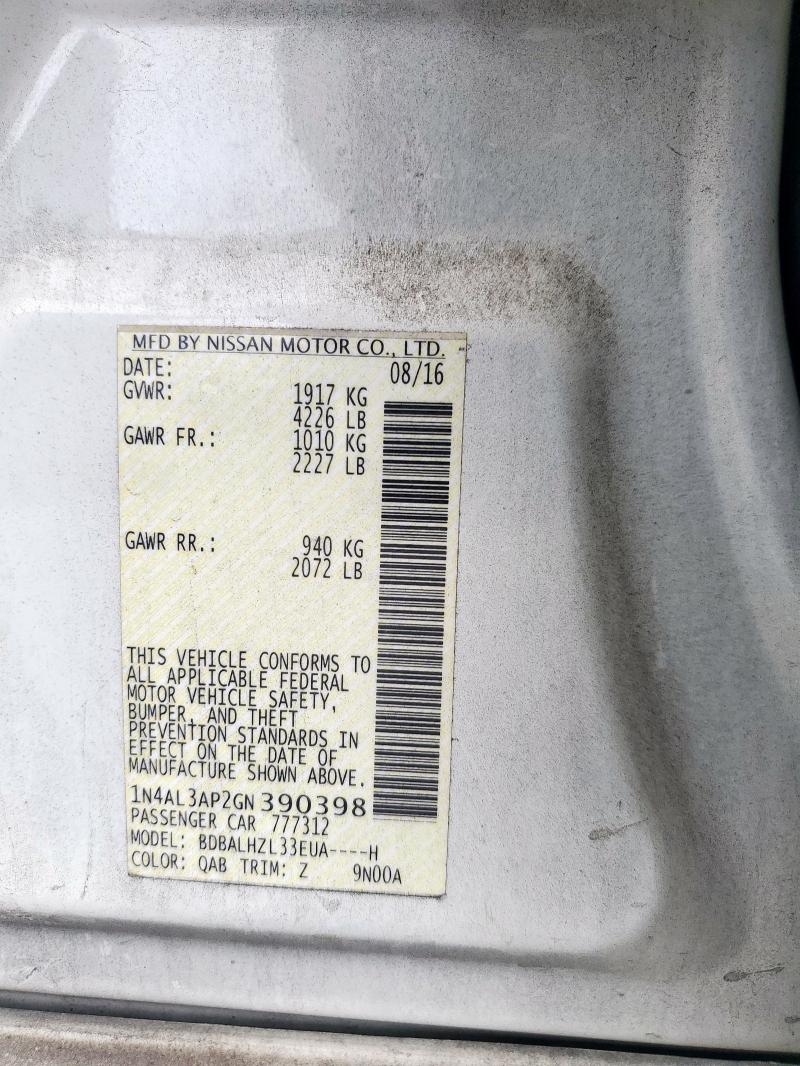 MFD BY NISSAN MOTOR CO., LTD.
DATE: 08/16
GVWR: 1917 KG
4226 LB
GAWR FR.: 1010 KG
2227 LB
GAWR RR.: 940 KG
2072 LB
THIS VEHICLE CONFORMS TO
ALL APPLICABLE FEDERAL
MOTOR VEHICLE SAFETY,
BUMPER, AND THEFT
PREVENTION STANDARDS IN
EFFECT ON THE DATE OF
MANUFACTURE SHOWN ABOVE.
1N4AL3AP2GN390398
PASSENGER CAR 777312
MODEL: BDBALHZL33EUA----H
COLOR: QAB TRIM: Z 9N00A